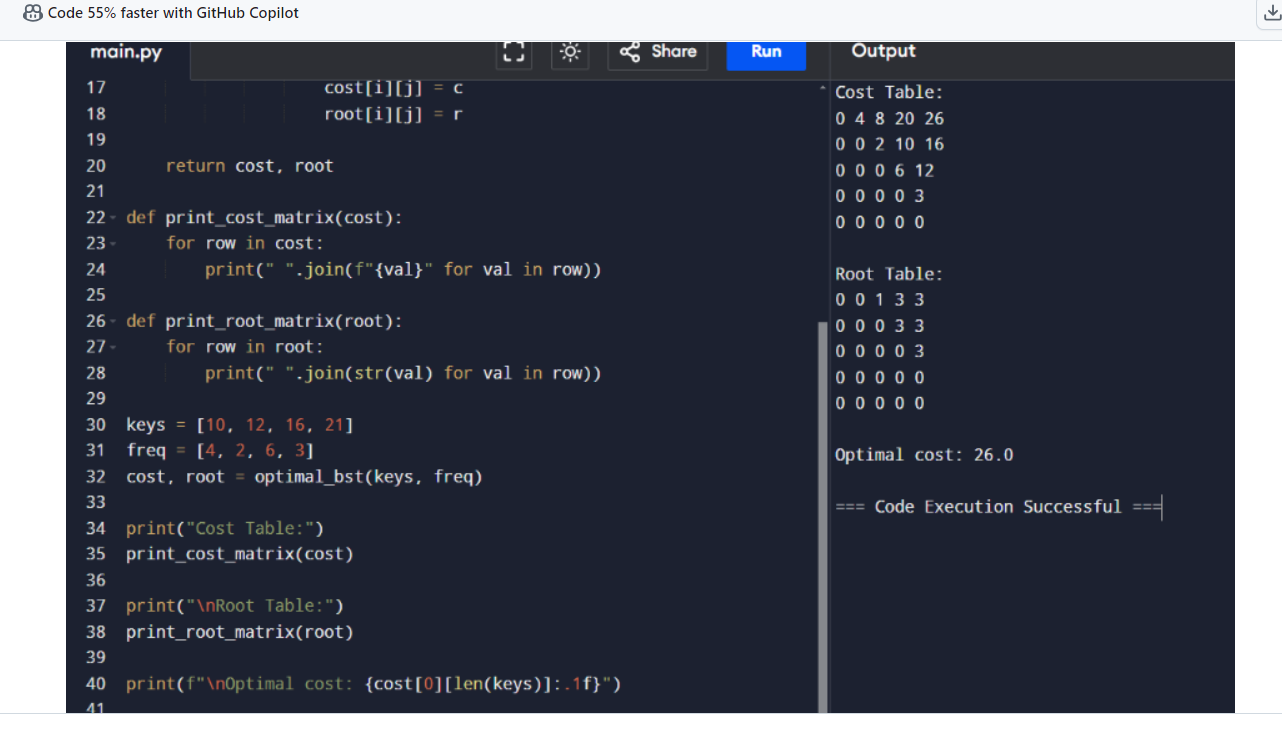 Code 55% faster with GitHub Copilot
main.py
Share
Run
Output
17 cost[i][j] = c
18 root[i][j] = r
19
20 return cost, root
21
22 def print_cost_matrix(cost):
23 for row in cost:
24 print(" ".join(f"{val}" for val in row))
25
26 def print_root_matrix(root):
27 for row in root:
28 print(" ".join(str(val) for val in row))
29
30 keys = [10, 12, 16, 21]
31 freq = [4, 2, 6, 3]
32 cost, root = optimal_bst(keys, freq)
33
34 print("Cost Table:")
35 print_cost_matrix(cost)
36
37 print("\nRoot Table:")
38 print_root_matrix(root)
39
40 print(f"\nOptimal cost: {cost[0][len(keys)]:.1f}")
41
Cost Table:
0 4 8 20 26
0 0 2 10 16
0 0 0 6 12
0 0 0 0 3
0 0 0 0 0
Root Table:
0 0 1 3 3
0 0 0 3 3
0 0 0 0 3
0 0 0 0 0
0 0 0 0 0
Optimal cost: 26.0
=== Code Execution Successful ===